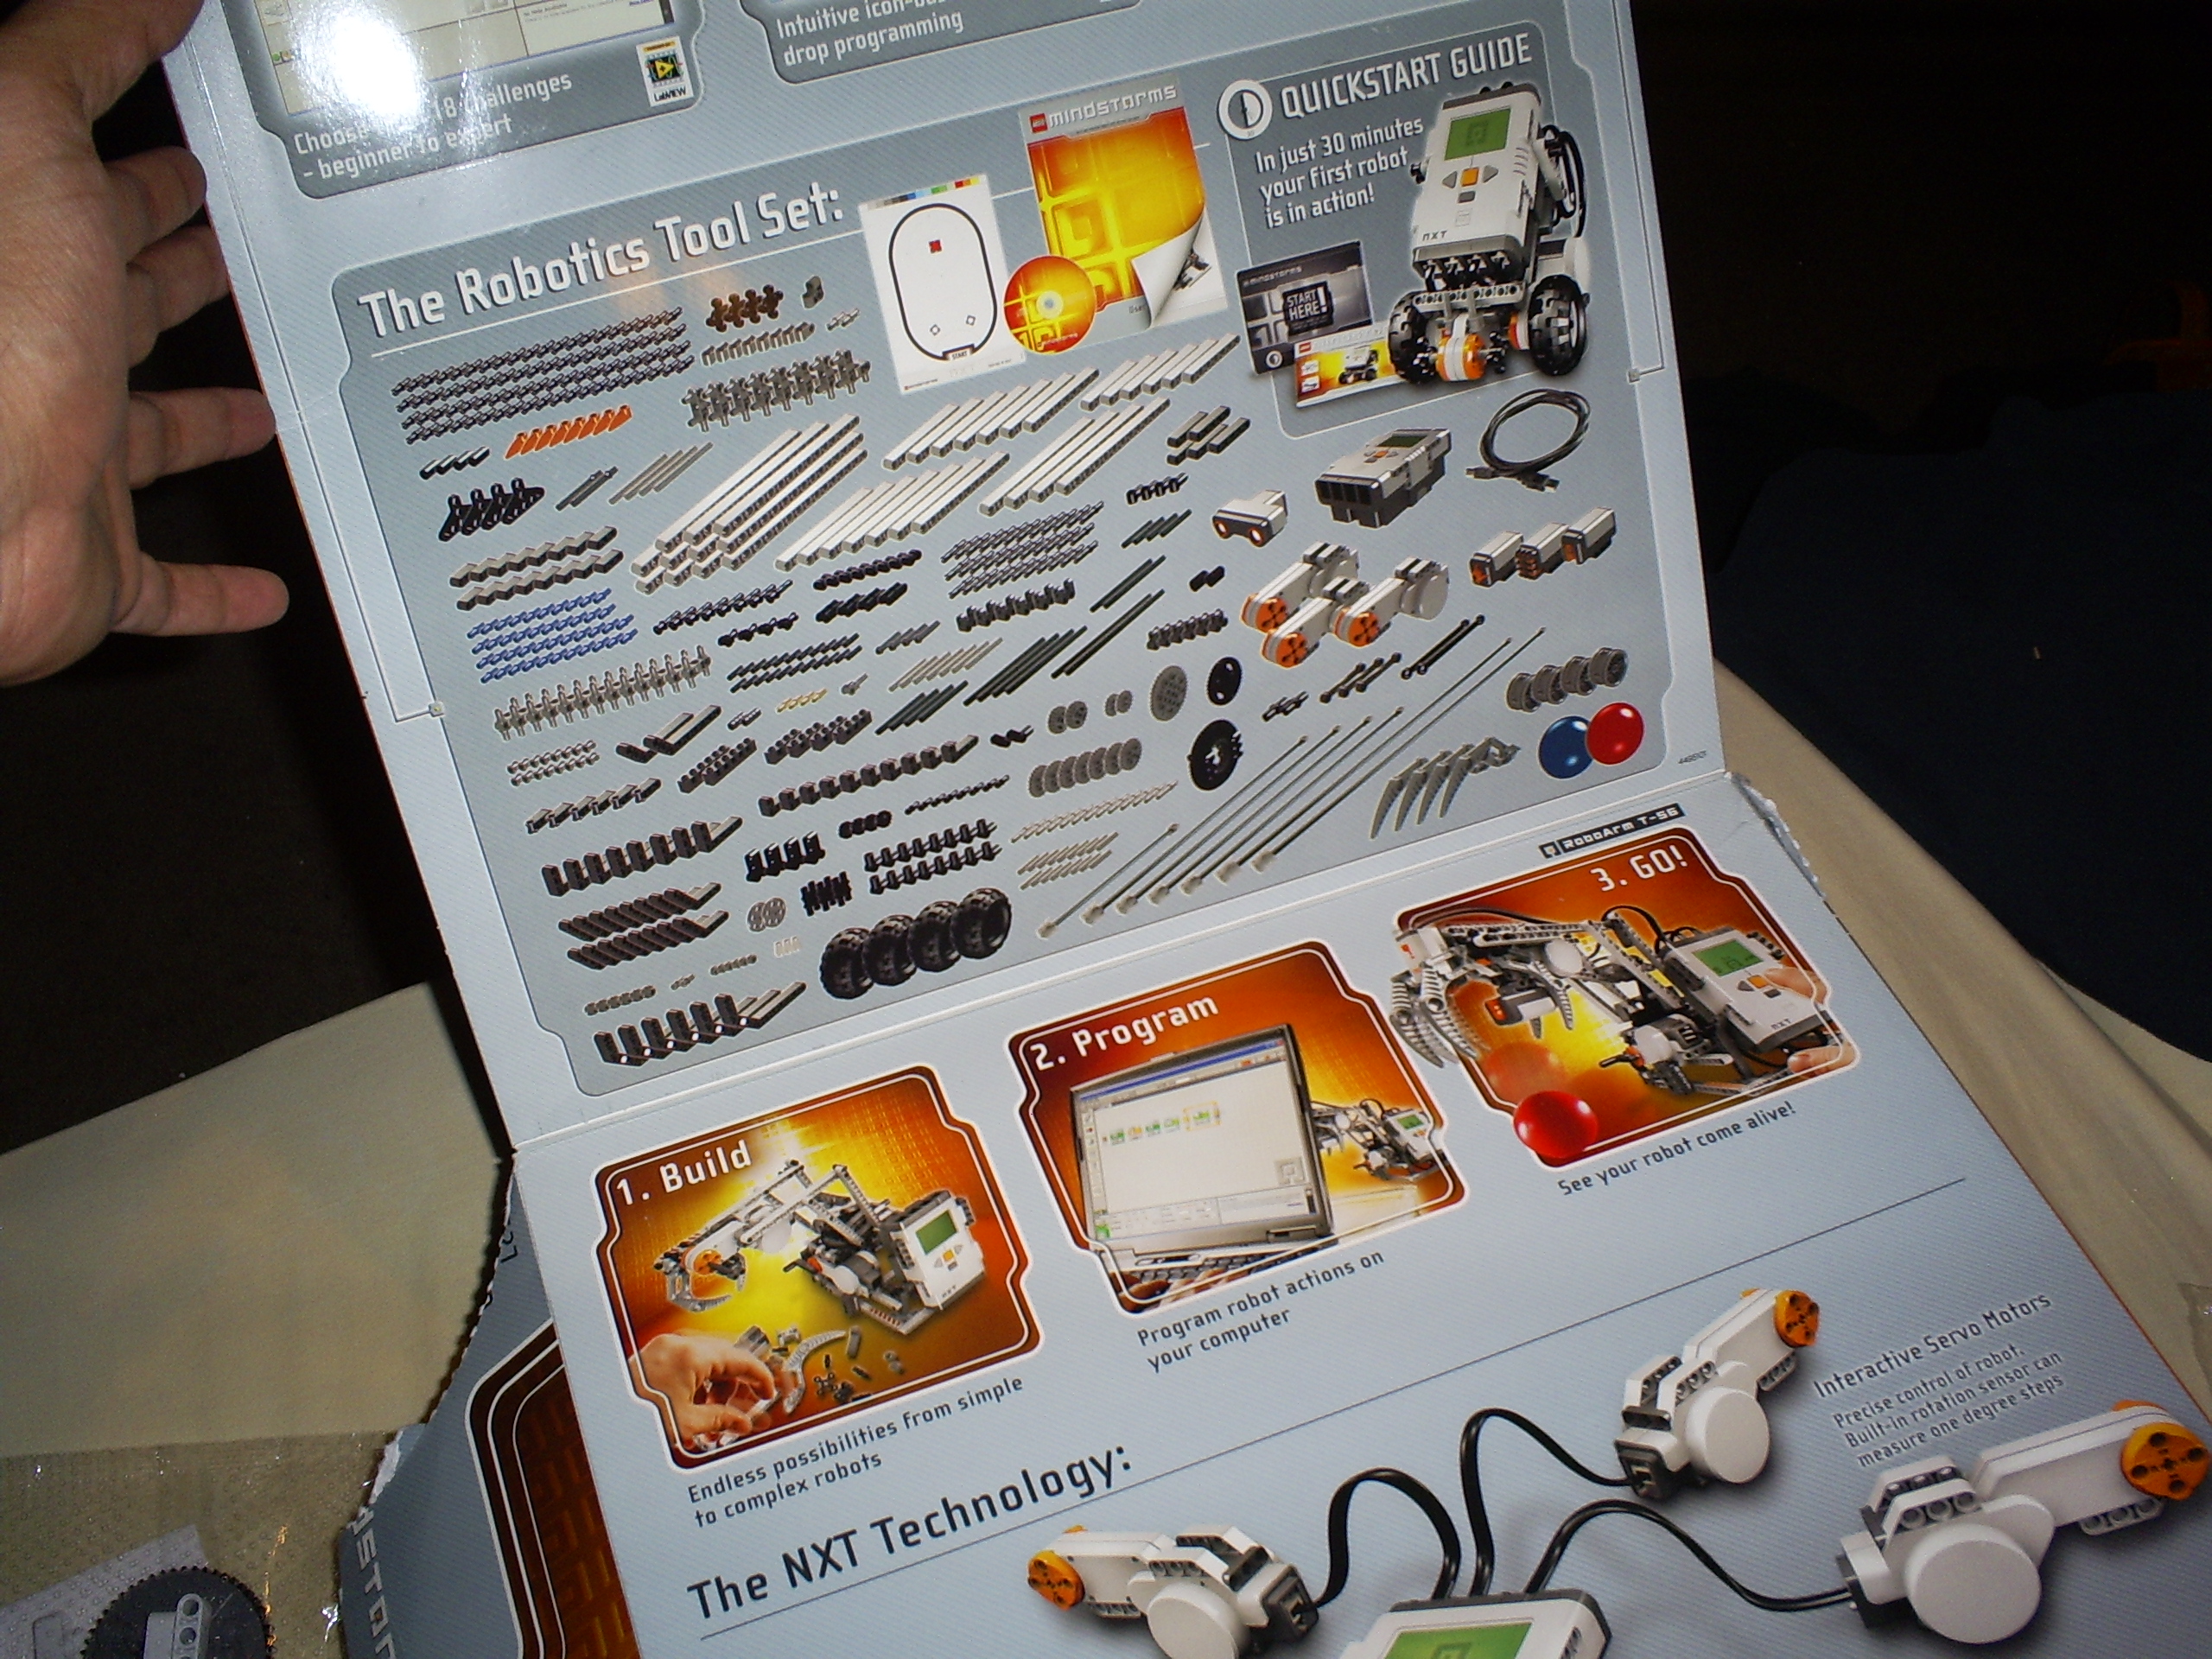 Choose 18 challenges
- beginner to expert
LabVIEW
Intuitive icon-
drop programming
The Robotics Tool Set:
MINDSTORMS
START
QUICKSTART GUIDE
In just 30 minutes
your first robot
is in action!
NXT
MINDSTORMS
START
HERE!
RoboArm T-56
1. Build
NXT
Endless possibilities from simple
to complex robots
2. Program
Program robot actions on
your computer
3. GO!
NXT
See your robot come alive!
The NXT Technology:
Interactive Servo Motors
Precise control of robot.
Built-in rotation sensor can
measure one degree steps